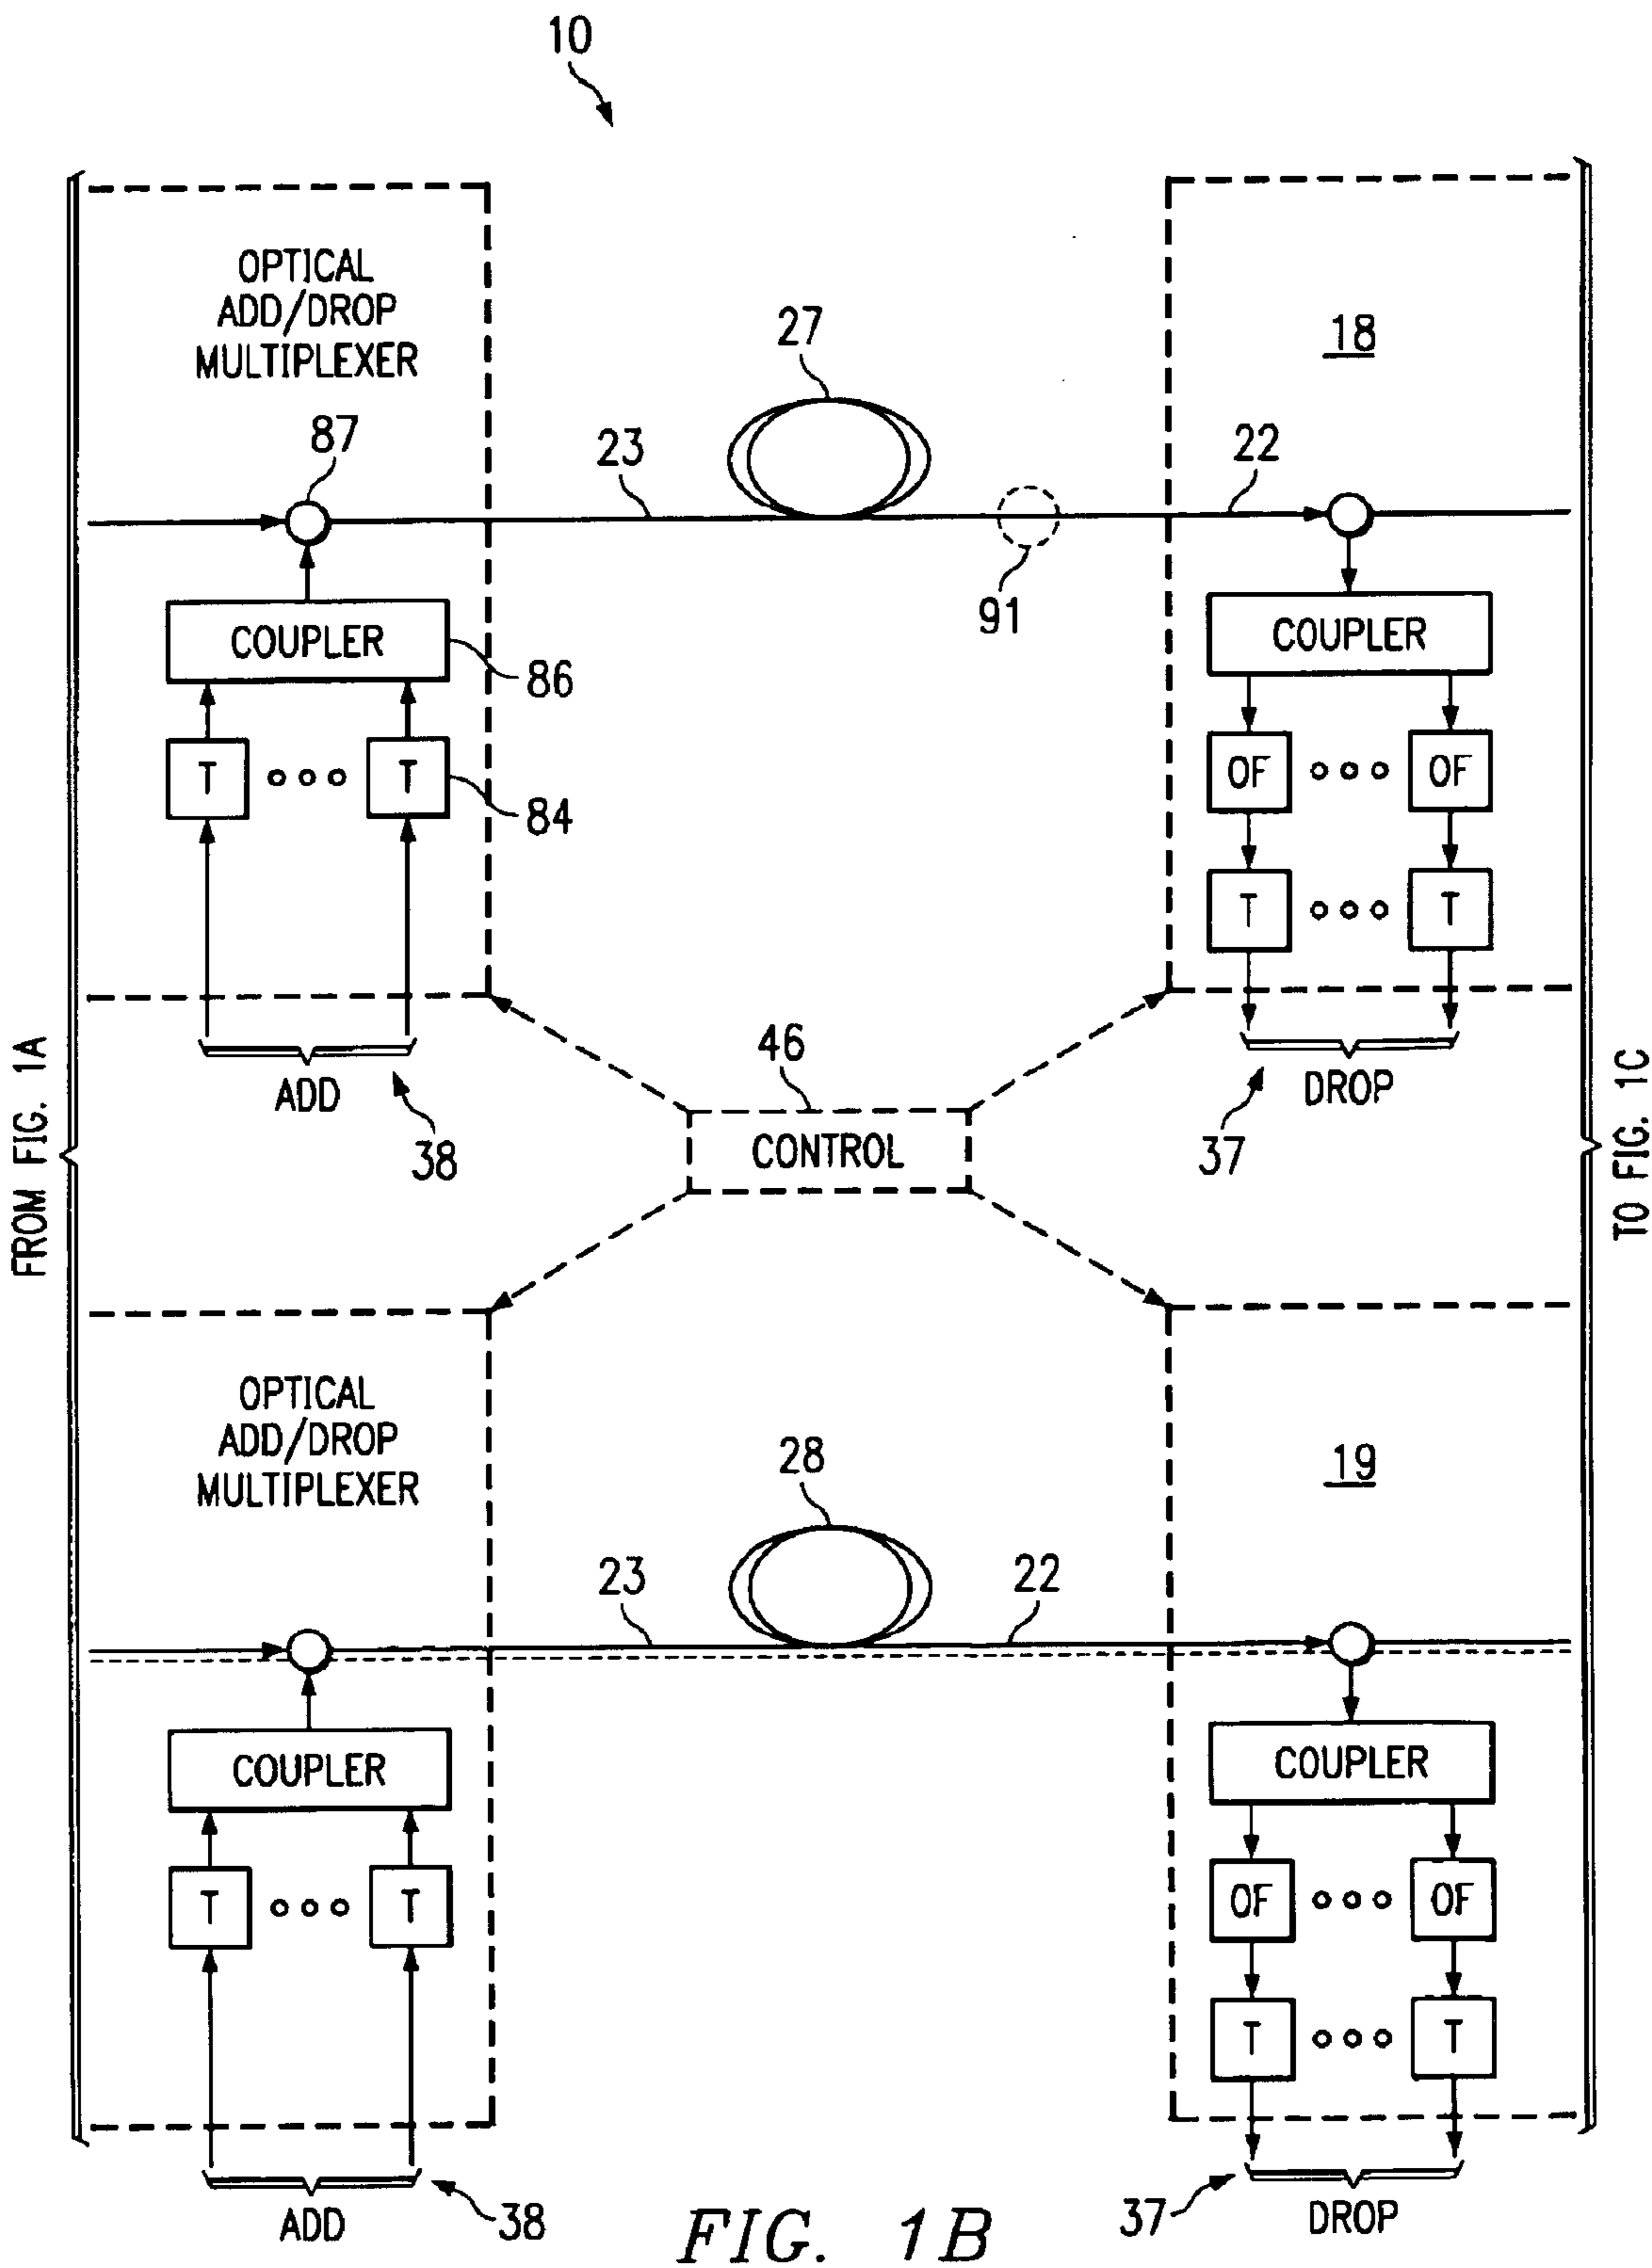 10
OPTICAL
ADD/DROP
MULTIPLEXER
27
18
87
23
22
91
COUPLER
86
COUPLER
T
T
84
OF
OF
T
T
FROM FIG. 1A
ADD
38
46
CONTROL
37
DROP
TO FIG. 1C
OPTICAL
ADD/DROP
MULTIPLEXER
28
19
23
22
COUPLER
COUPLER
T
T
OF
OF
T
T
ADD
38
37
DROP
FIG. 1B